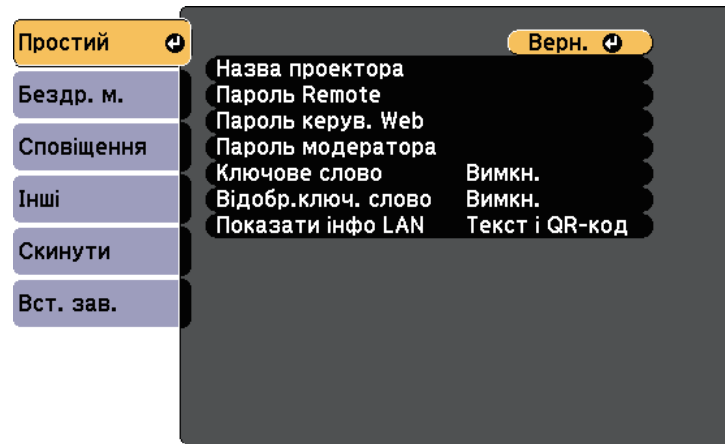 Простий
Верн.
Назва проектора
Пароль Remote
Бездр. м.
Пароль керув. Web
Пароль модератора
Сповіщення
Ключове слово Вимкн.
Відобр.ключ. слово Вимкн.
Інші
Показати інфо LAN Текст і QR-код
Скинути
Вст. зав.